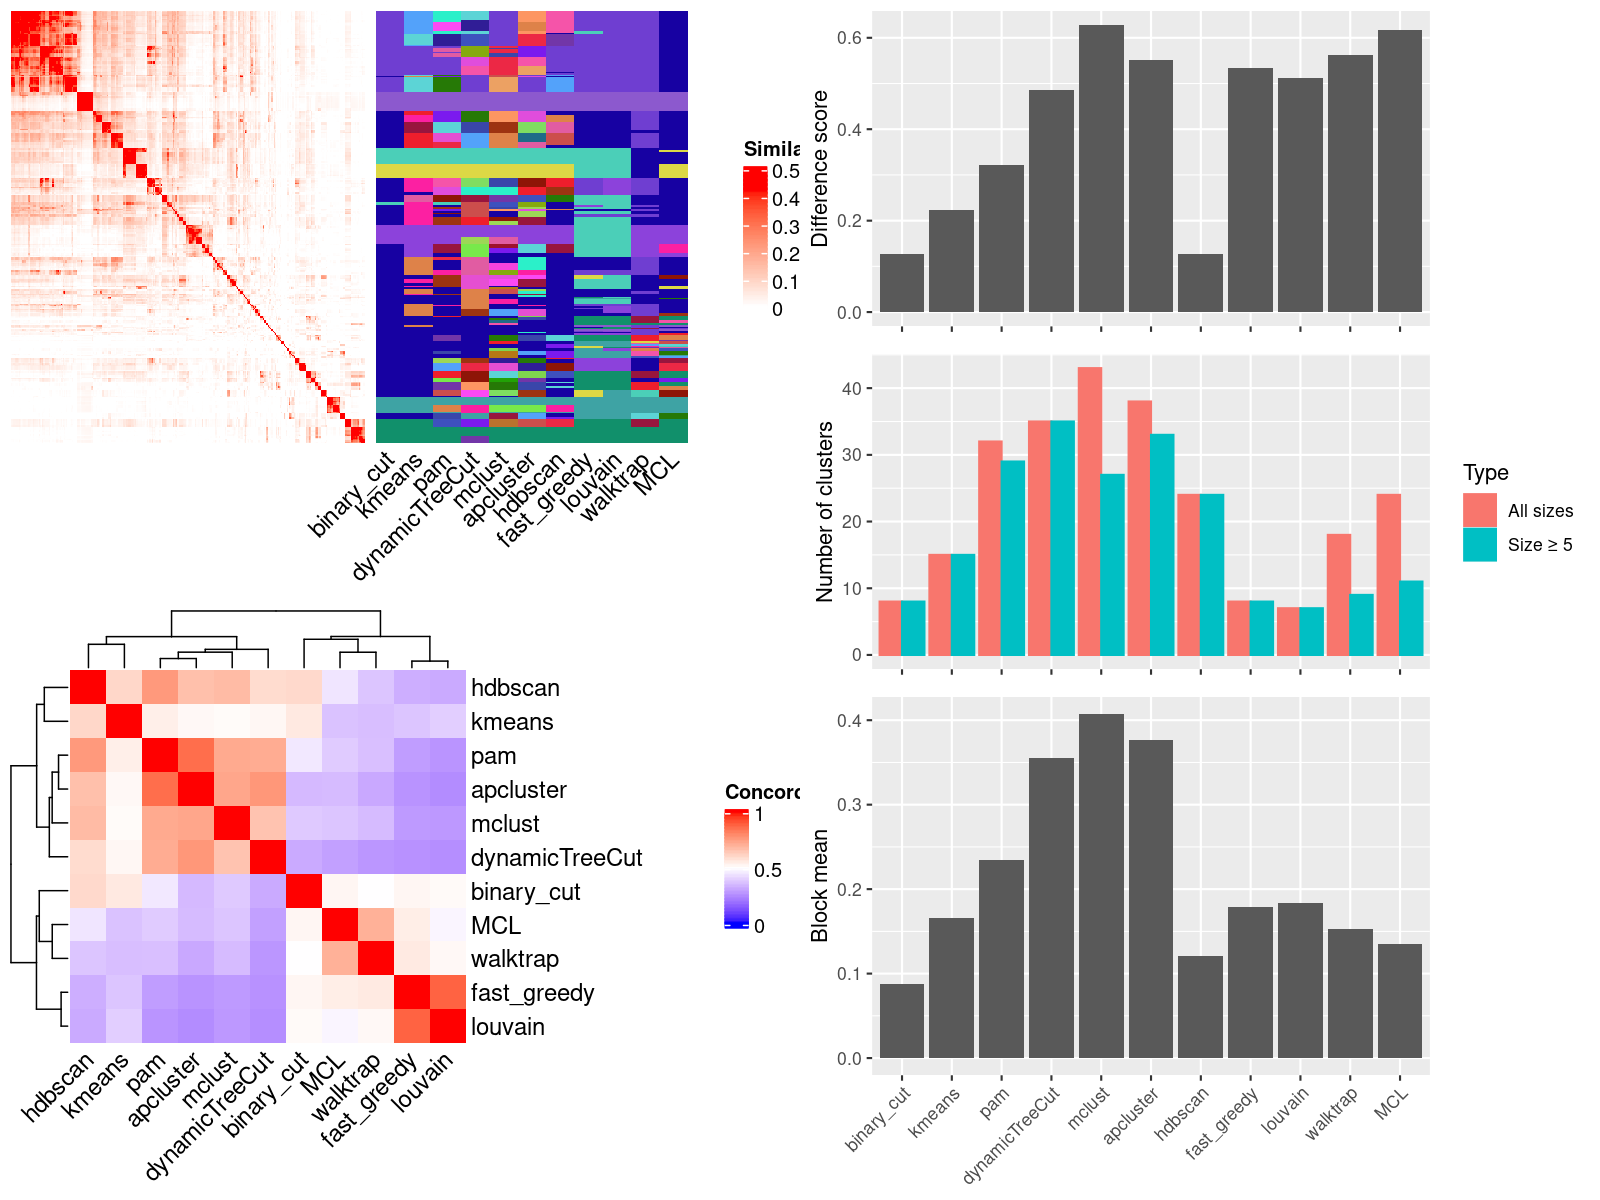 Simila
0.5
0.4
0.3
0.2
0.1
0
binary_cut
kmeans
pam
dynamicTreeCut
mclust
apcluster
hdbscan
fast_greedy
louvain
walktrap
MCL
Difference score
0.6
0.4
0.2
0.0
Number of clusters
40
30
20
10
0
Type
All sizes
Size ≥ 5
hdbscan
kmeans
pam
apcluster
mclust
dynamicTreeCut
binary_cut
MCL
walktrap
fast_greedy
louvain
hdbscan
kmeans
pam
apcluster
mclust
dynamicTreeCut
binary_cut
MCL
walktrap
fast_greedy
louvain
Concord
1
0.5
0
Block mean
0.4
0.3
0.2
0.1
0.0
binary_cut
kmeans
pam
dynamicTreeCut
mclust
apcluster
hdbscan
fast_greedy
louvain
walktrap
MCL